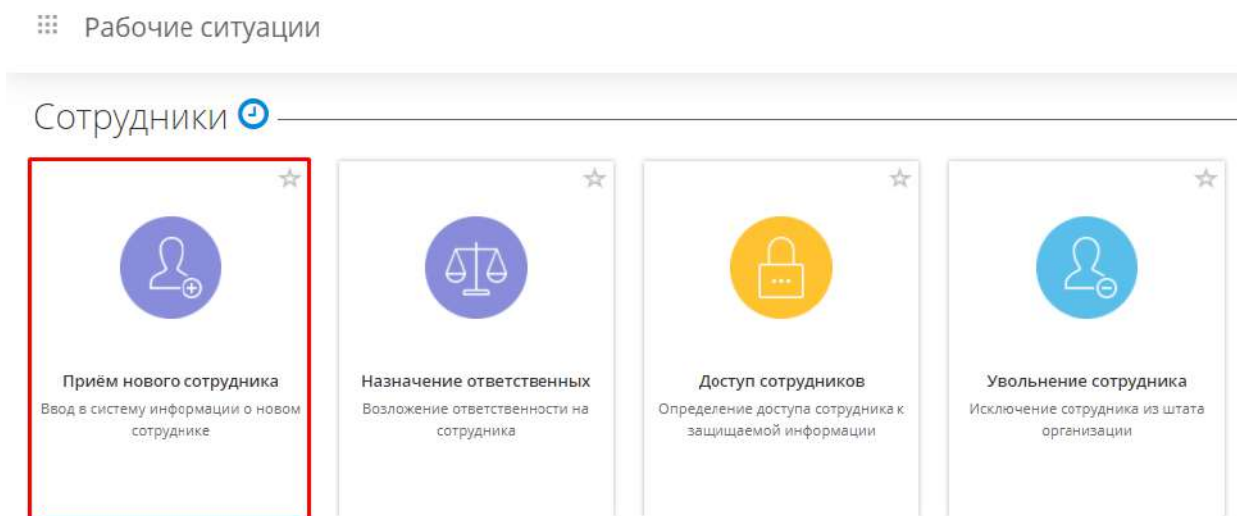 Рабочие ситуации
Сотрудники
Приём нового сотрудника
Ввод в систему информации о новом
сотруднике
Назначение ответственных
Возложение ответственности на
сотрудника
Доступ сотрудников
Определение доступа сотрудника к
защищаемой информации
Увольнение сотрудника
Исключение сотрудника из штата
организации